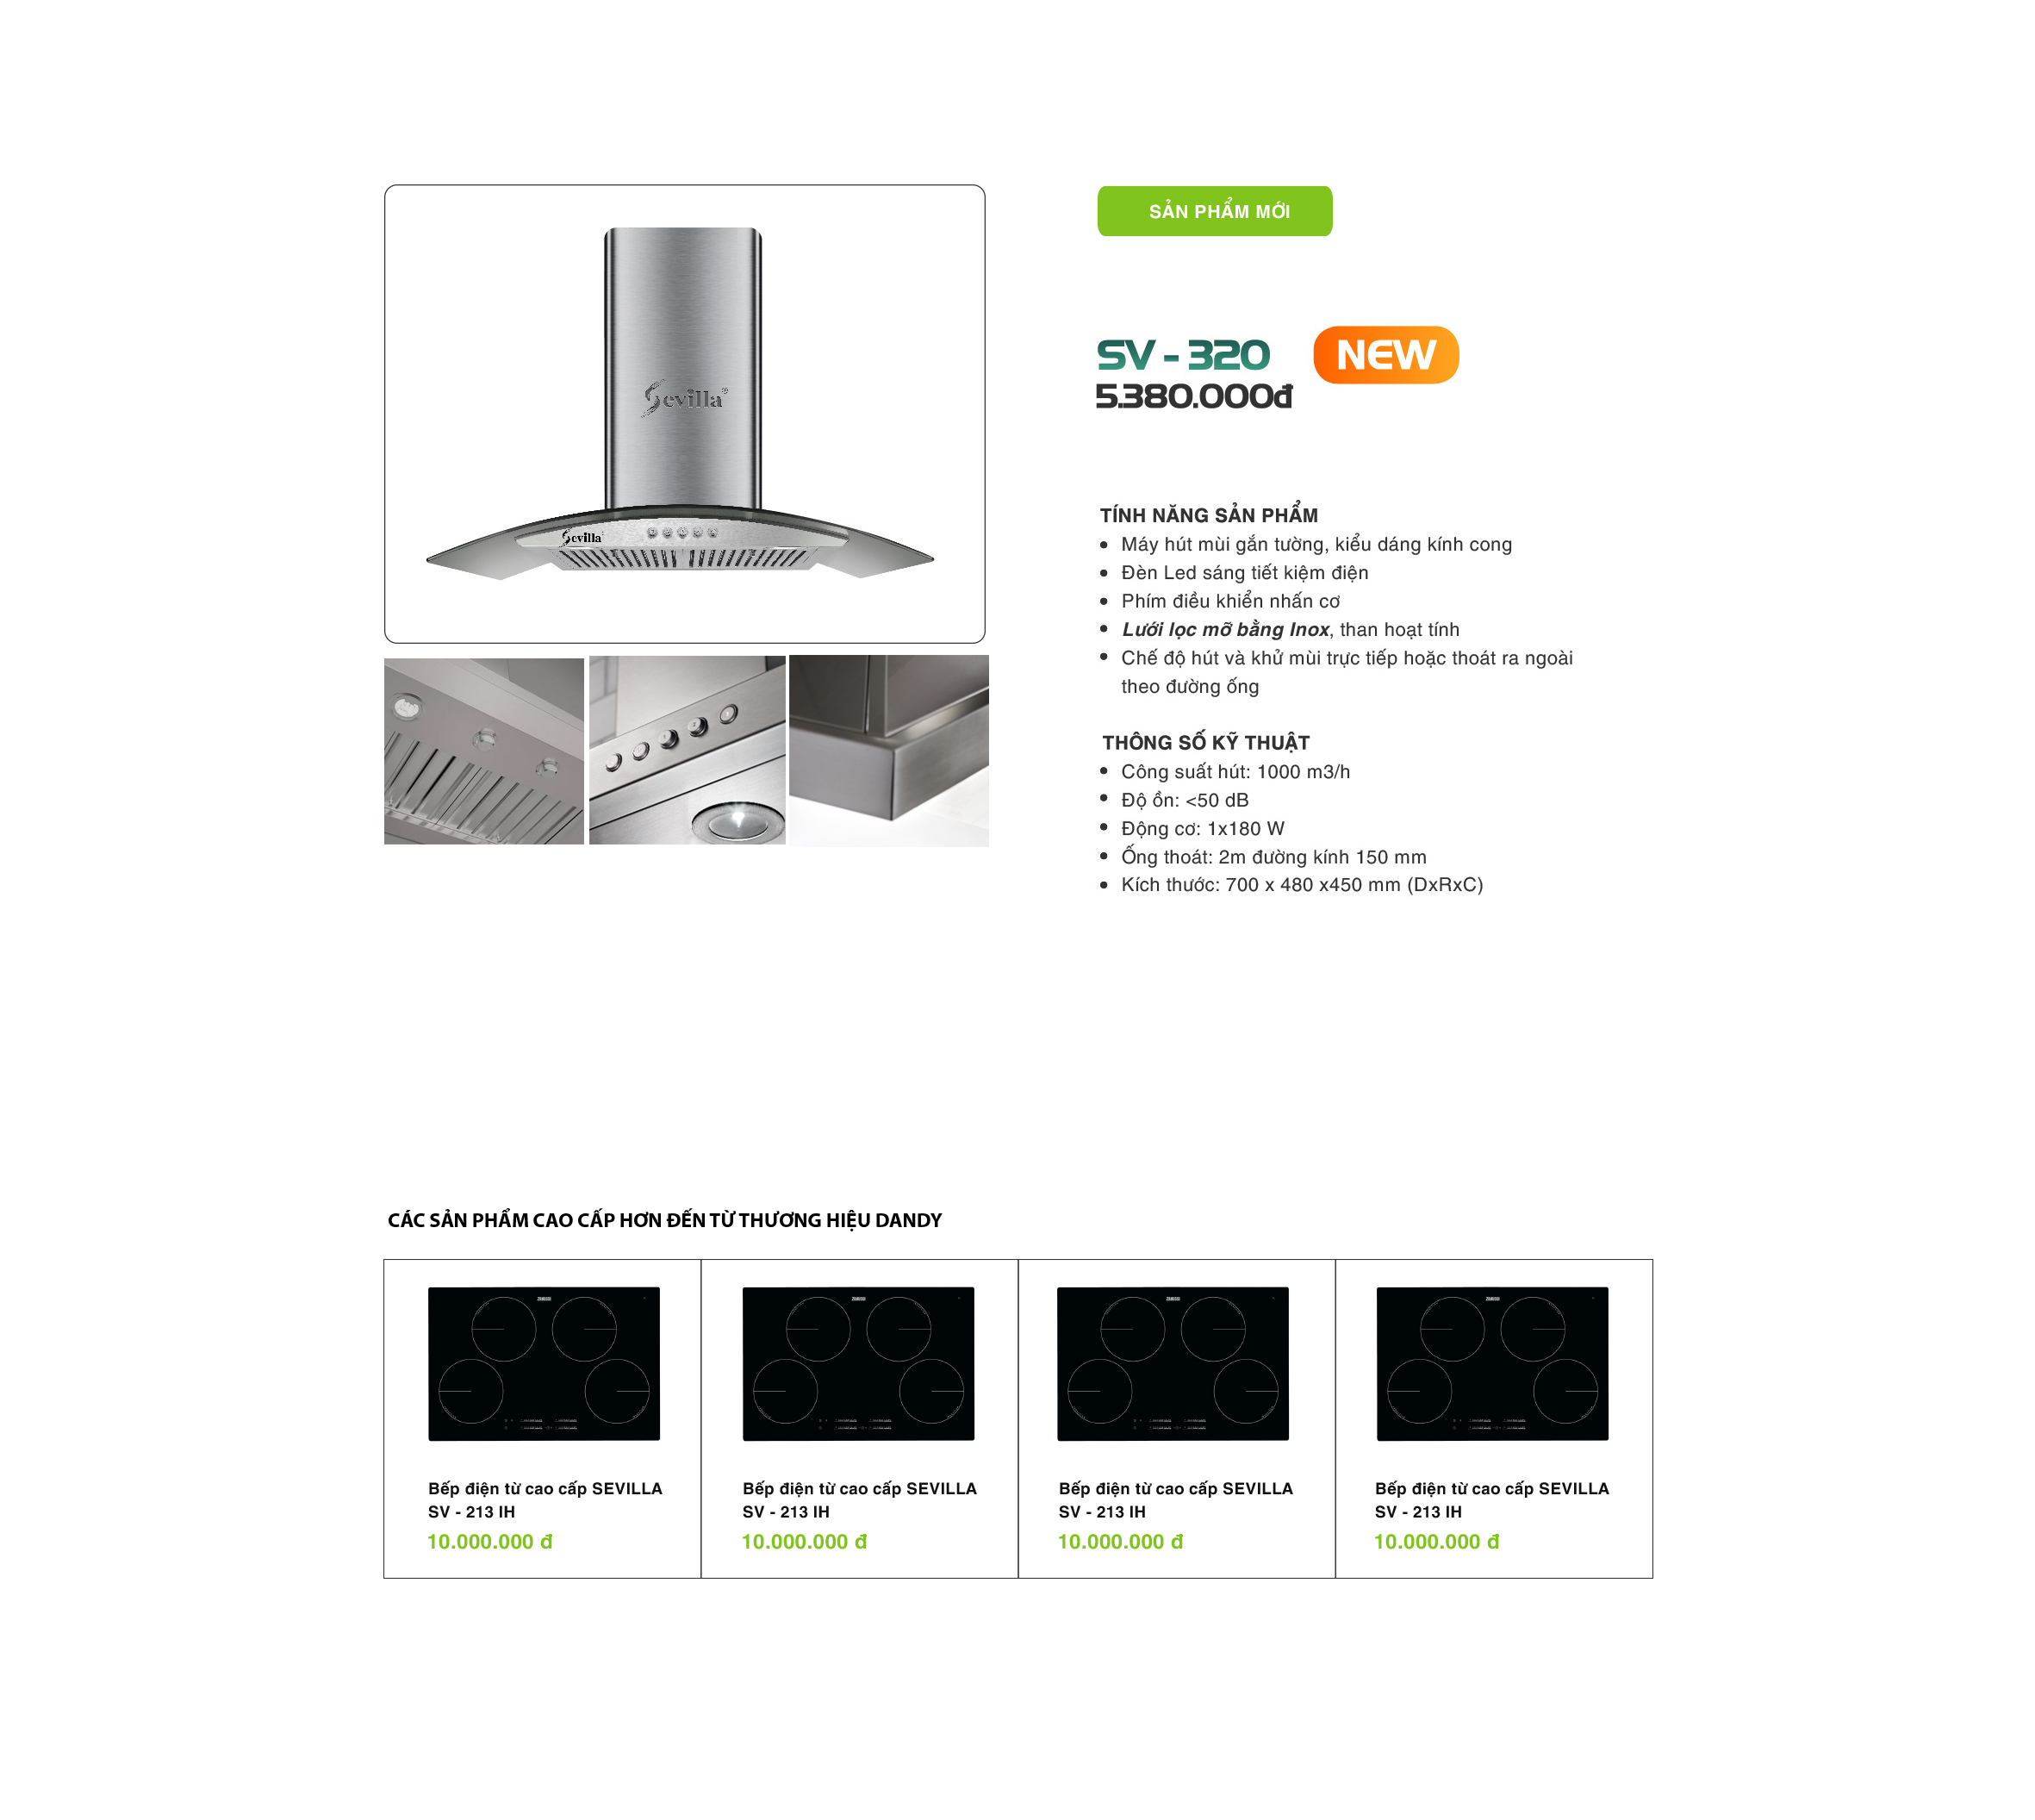 Sevilla
Sevilla
SẢN PHẨM MỚI
SV - 320
NEW
5.380.000đ
TÍNH NĂNG SẢN PHẨM
Máy hút mùi gắn tường, kiểu dáng kính cong
Đèn Led sáng tiết kiệm điện
Phím điều khiển nhấn cơ
Lưới lọc mỡ bằng Inox, than hoạt tính
Chế độ hút và khử mùi trực tiếp hoặc thoát ra ngoài
theo đường ống
THÔNG SỐ KỸ THUẬT
Công suất hút: 1000 m3/h
Độ ồn: <50 dB
Động cơ: 1x180 W
Ống thoát: 2m đường kính 150 mm
Kích thước: 700 x 480 x450 mm (DxRxC)
CÁC SẢN PHẨM CAO CẤP HƠN ĐẾN TỪ THƯƠNG HIỆU DANDY
Bếp điện từ cao cấp SEVILLA
SV - 213 IH
10.000.000 đ
Bếp điện từ cao cấp SEVILLA
SV - 213 IH
10.000.000 đ
Bếp điện từ cao cấp SEVILLA
SV - 213 IH
10.000.000 đ
Bếp điện từ cao cấp SEVILLA
SV - 213 IH
10.000.000 đ